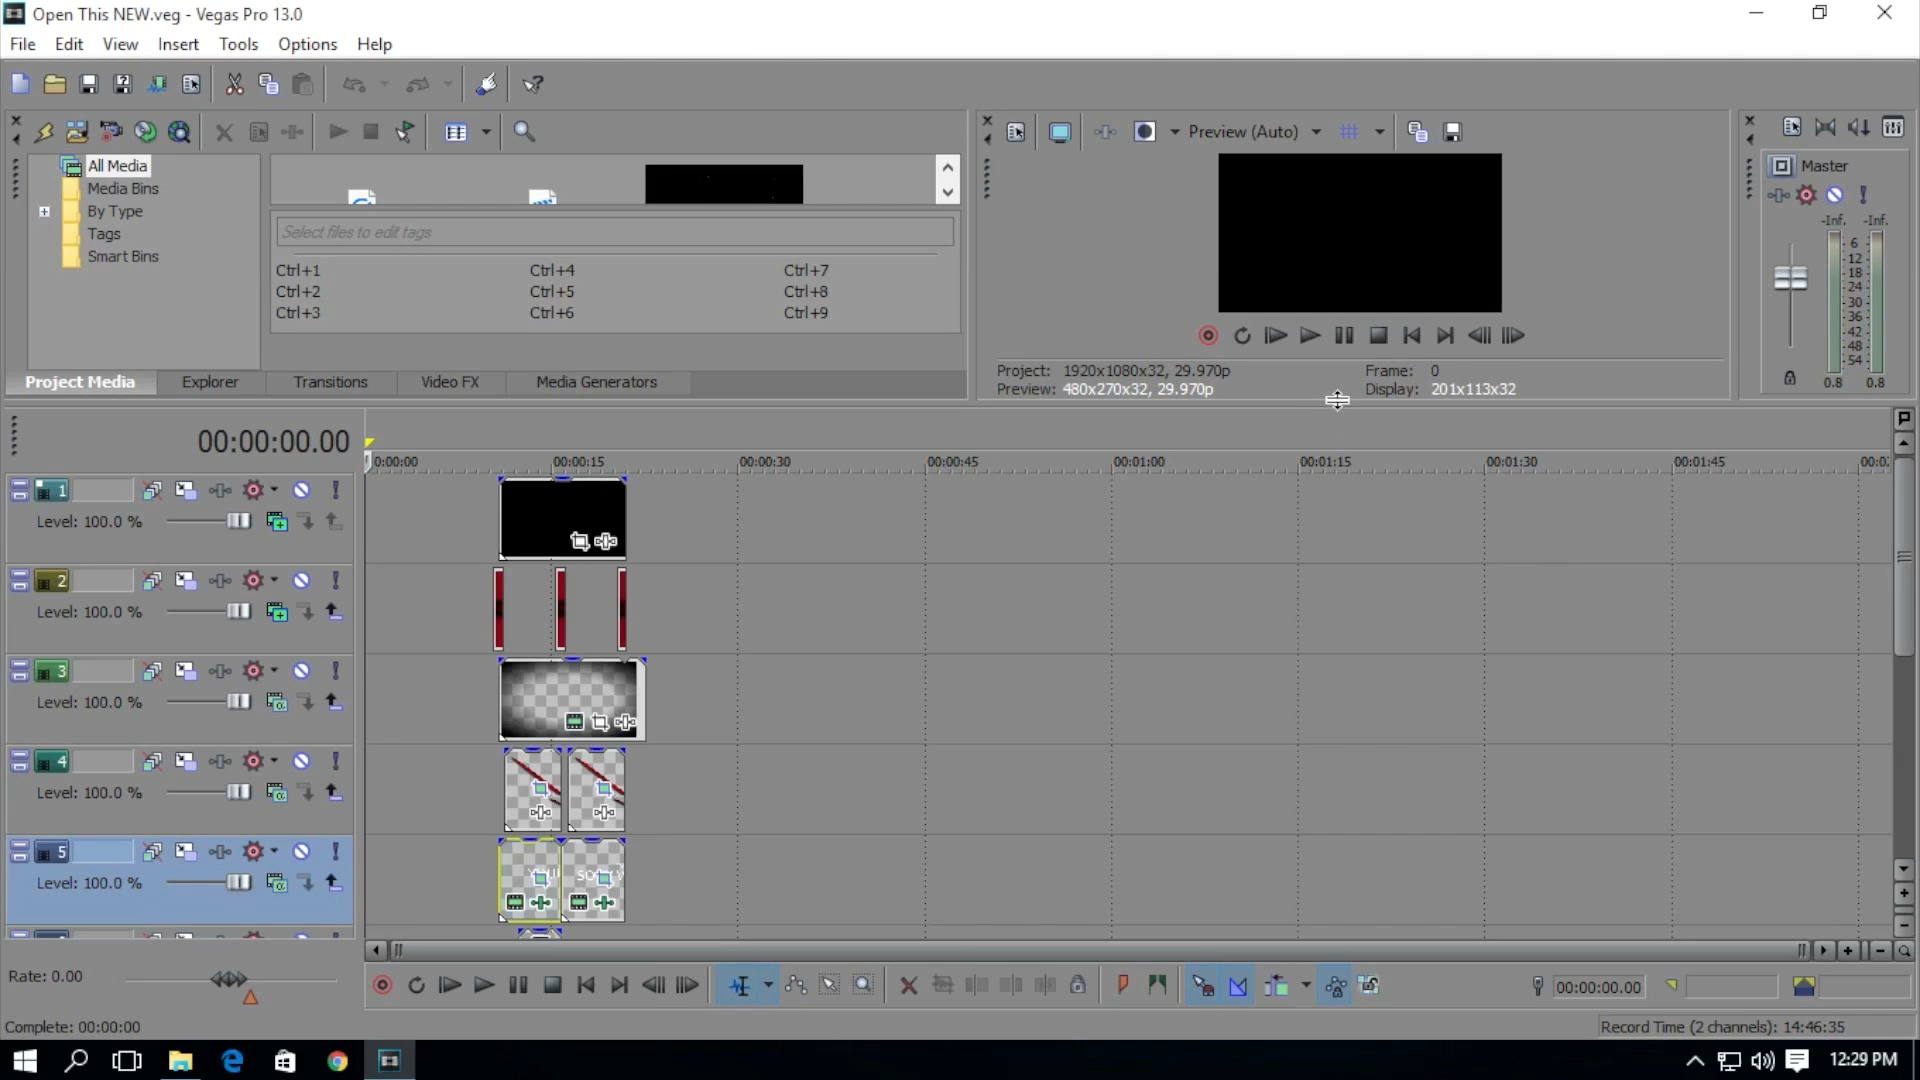 Open This NEW.veg - Vegas Pro 13.0
File Edit View Insert Tools Options Help
Preview (Auto)
All Media
Media Bins
By Type
Tags
Smart Bins
Select files to edit tags
Ctrl+1 Ctrl+4 Ctrl+7
Ctrl+2 Ctrl+5 Ctrl+8
Ctrl+3 Ctrl+6 Ctrl+9
Project Media Explorer Transitions Video FX Media Generators
Project: 1920x1080x32, 29.970p Frame: 0
Preview: 480x270x32, 29.970p Display: 201x113x32
Master
-Inf. -Inf.
6
12
18
24
30
36
42
48
54
0.8 0.8
00:00:00.00
0:00:00 00:00:15 00:00:30 00:00:45 00:01:00 00:01:15 00:01:30 00:01:45
1
Level: 100.0 %
2
Level: 100.0 %
3
Level: 100.0 %
4
Level: 100.0 %
5
Level: 100.0 %
Rate: 0.00
00:00:00.00
Complete: 00:00:00
Record Time (2 channels): 14:46:35
12:29 PM